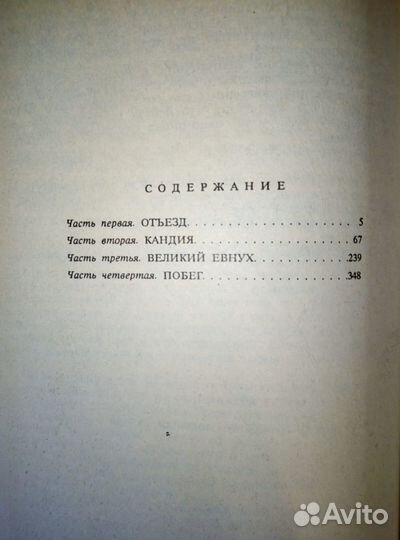 СОДЕРЖАНИЕ
Часть первая. ОТЪЕЗД. . . . . . . . . . . . . . . . . . 5
Часть вторая. КАНДИЯ. . . . . . . . . . . . . . . . . 67
Часть третья. ВЕЛИКИЙ ЕВНУХ. . . . . . . . . . . 239
Часть четвертая. ПОБЕГ. . . . . . . . . . . . . . . . 348
Avito